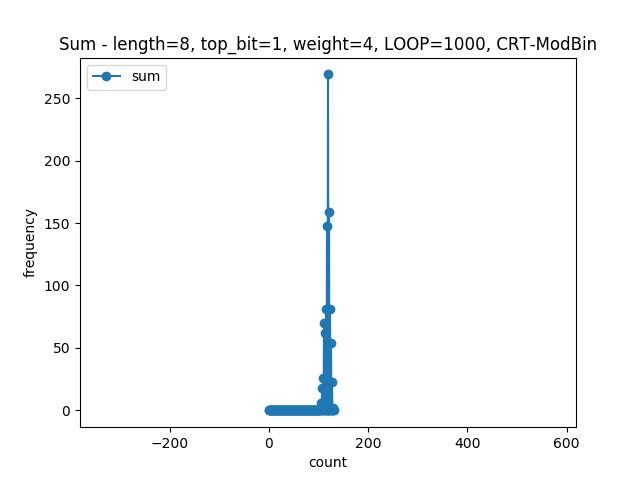 Sum - length=8, top_bit=1, weight=4, LOOP=1000, CRT-ModBin
sum
250
200
150
100
50
0
frequency
−200
0
200
400
600
count